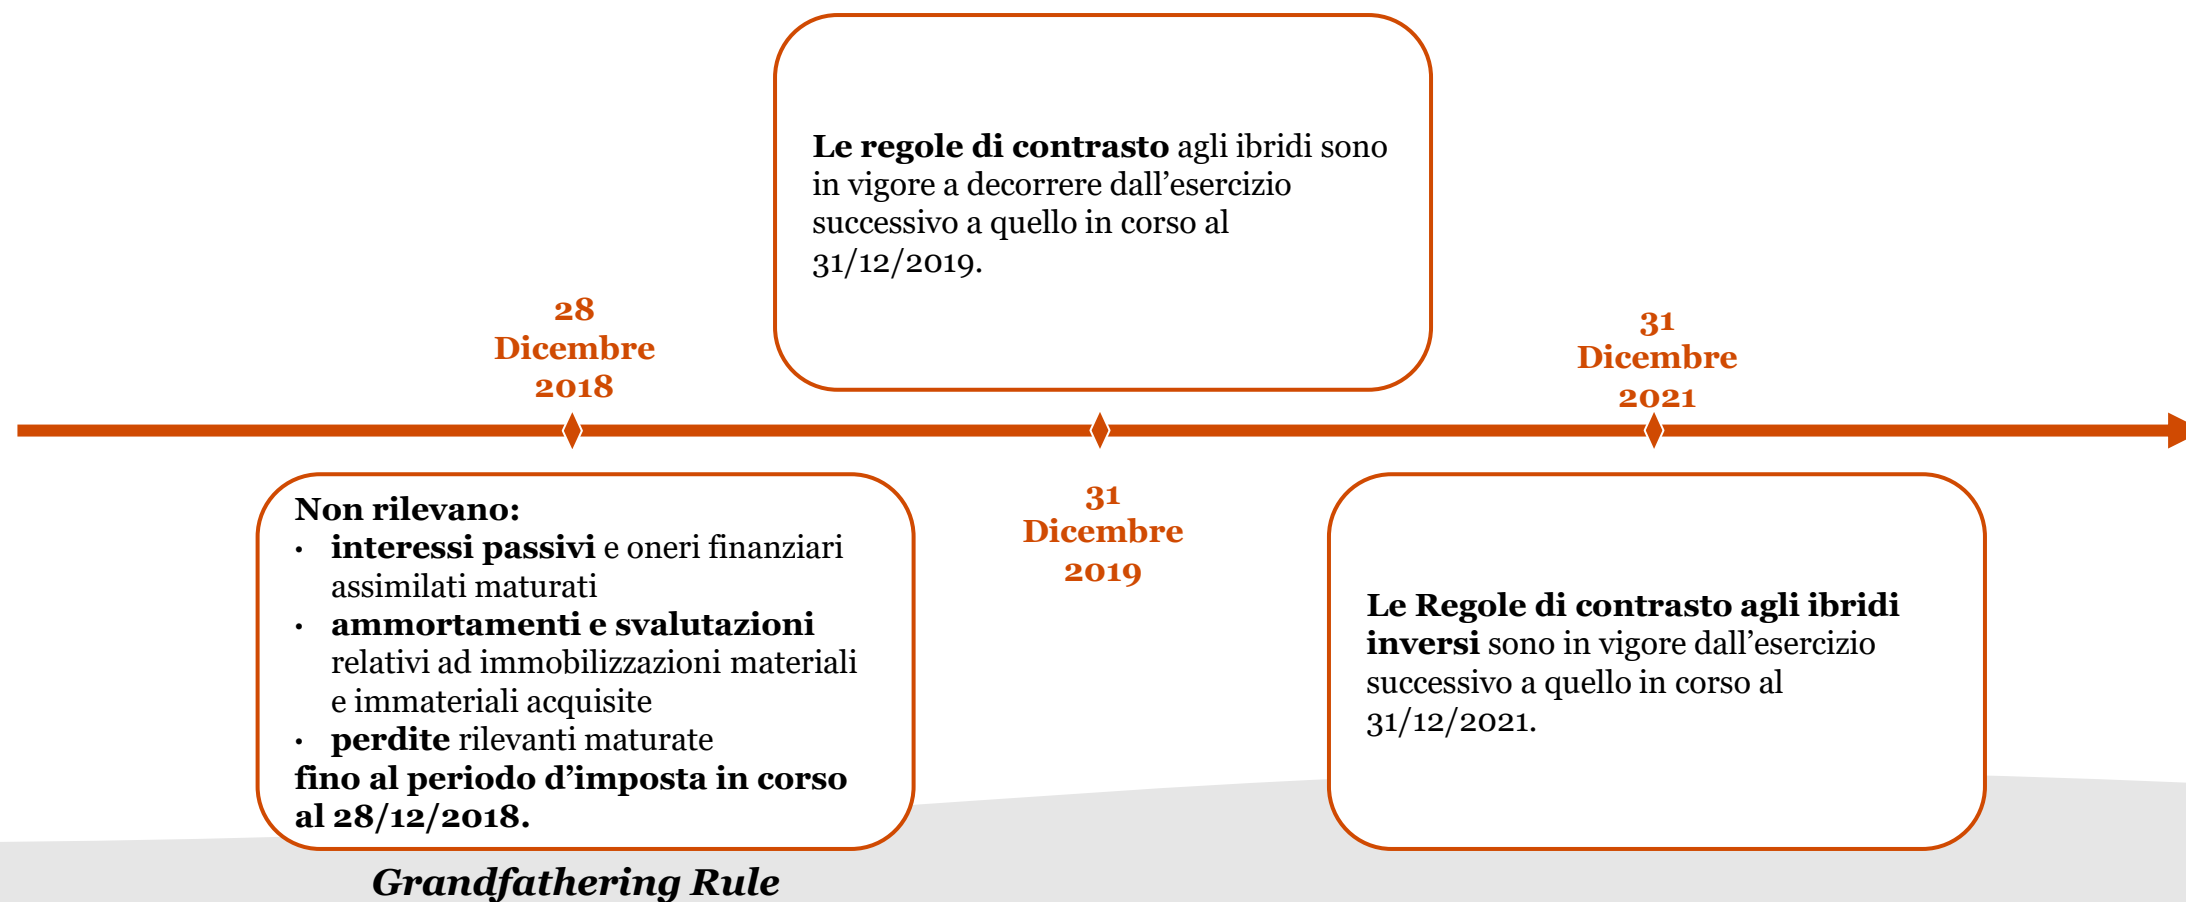 Le regole di contrasto agli ibridi sono
in vigore a decorrere dall’esercizio
successivo a quello in corso al
31/12/2019.
28
Dicembre
2018
31
Dicembre
2021
Non rilevano:
• interessi passivi e oneri finanziari
assimilati maturati
• ammortamenti e svalutazioni
relativi ad immobilizzazioni materiali
e immateriali acquisite
• perdite rilevanti maturate
fino al periodo d’imposta in corso
al 28/12/2018.
Grandfathering Rule
31
Dicembre
2019
Le Regole di contrasto agli ibridi
inversi sono in vigore dall’esercizio
successivo a quello in corso al
31/12/2021.